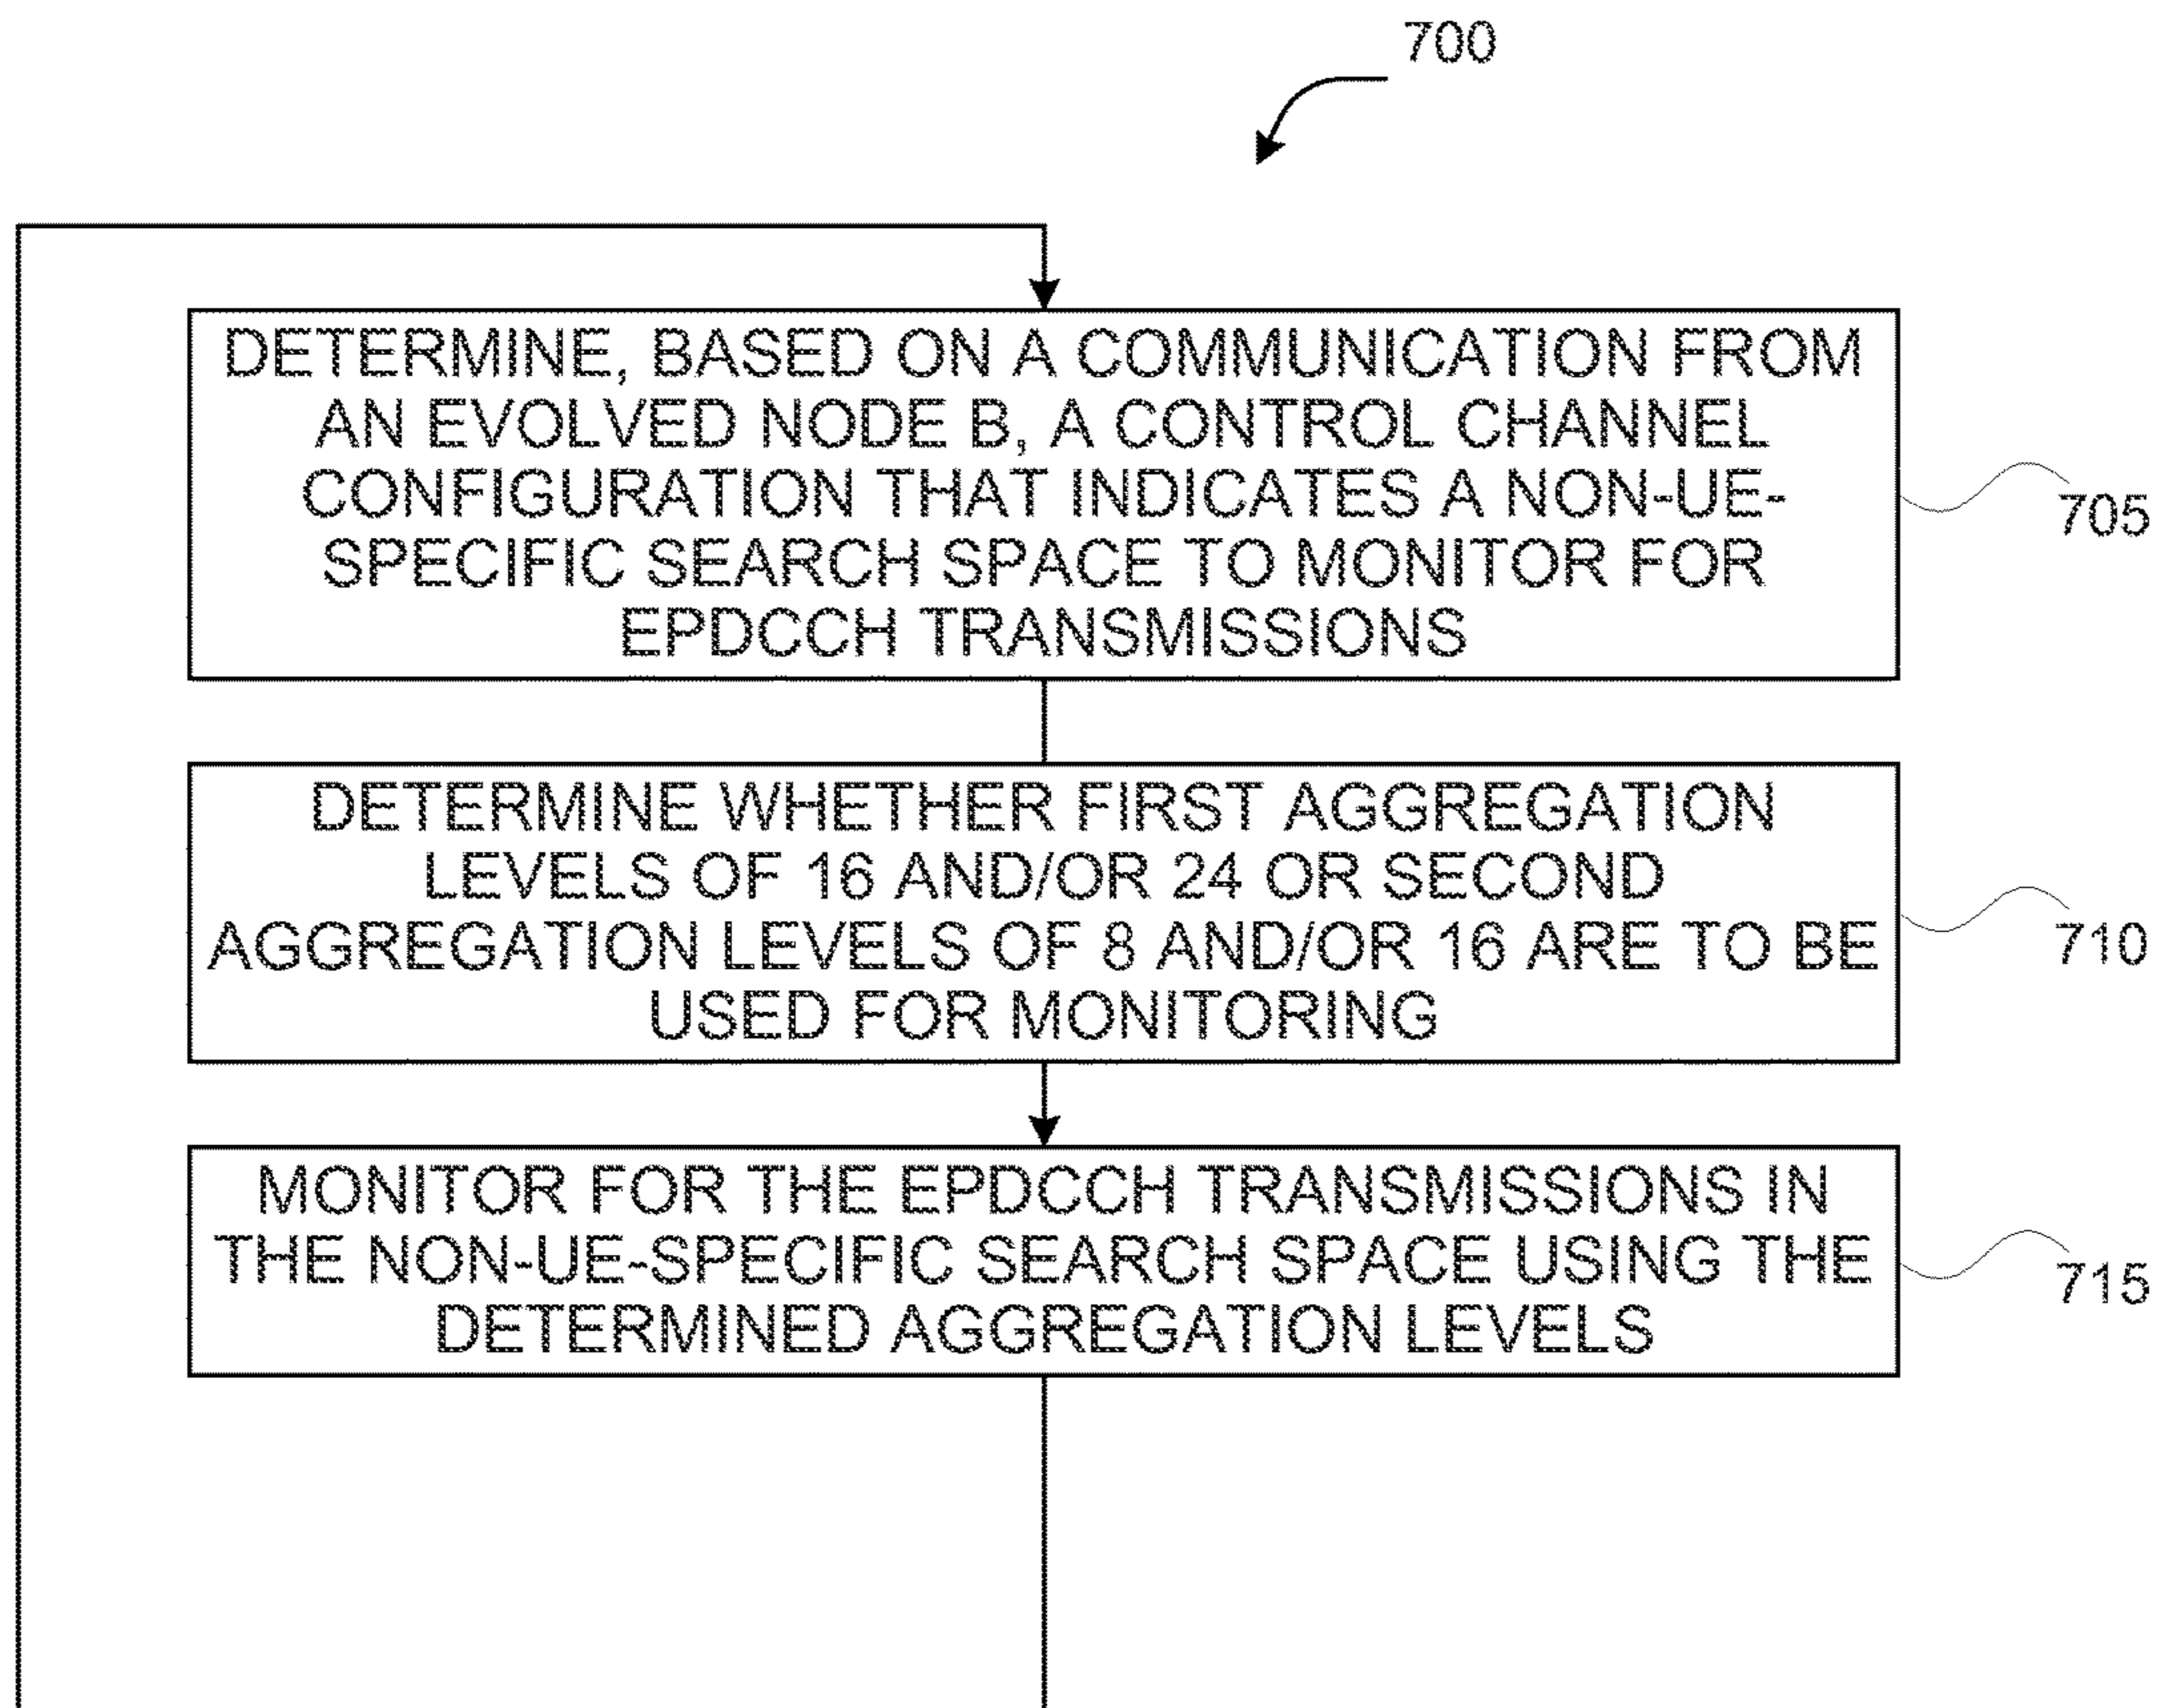 700
DETERMINE, BASED ON A COMMUNICATION FROM
AN EVOLVED NODE B, A CONTROL CHANNEL
CONFIGURATION THAT INDICATES A NON-UE-
SPECIFIC SEARCH SPACE TO MONITOR FOR
EPDCCH TRANSMISSIONS
705
DETERMINE WHETHER FIRST AGGREGATION
LEVELS OF 16 AND/OR 24 OR SECOND
AGGREGATION LEVELS OF 8 AND/OR 16 ARE TO BE
USED FOR MONITORING
710
MONITOR FOR THE EPDCCH TRANSMISSIONS IN
THE NON-UE-SPECIFIC SEARCH SPACE USING THE
DETERMINED AGGREGATION LEVELS
715